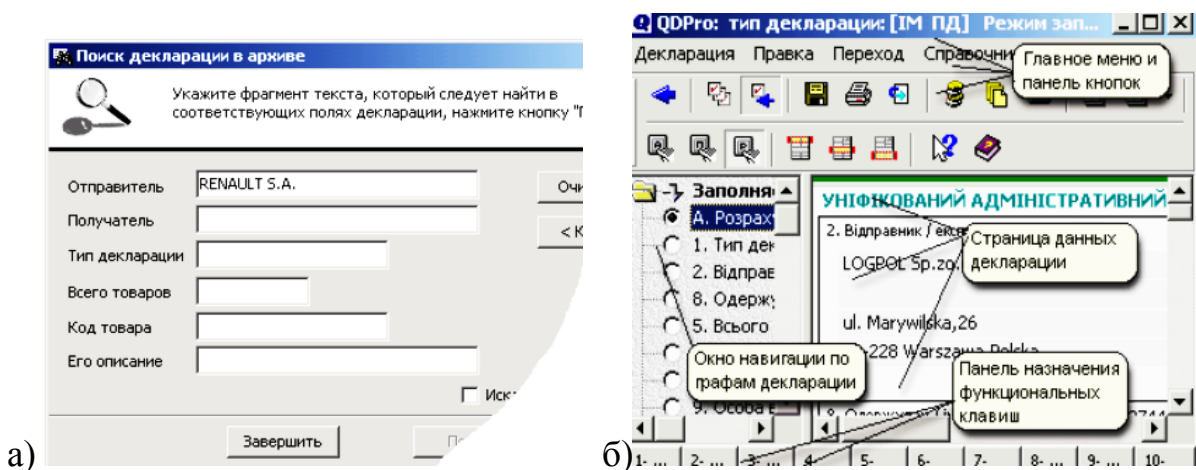 Поиск декларации в архиве
Укажите фрагмент текста, который следует найти в
соответствующих полях декларации, нажмите кнопку "П
Отправитель RENAULT S.A. Очи
Получатель
< К
Тип декларации
Всего товаров
Код товара
Его описание
Иск
Завершить По
а)
QDPro: тип декларации: [ІМ ПД] Режим зап...
Декларация Правка Переход Справочни
Главное меню и
панель кнопок
Заполня
А. Розрах
1. Тип дек
2. Відправ
8. Одержу
5. Всього
9. Особа в
УНІФІКОВАНИЙ АДМІНІСТРАТИВНИЙ
2. Відправник / експ
LOGPOL Sp.zo.
ul. Marywilska,26
-228 Warszawa Polska
Страница данных
декларации
Окно навигации по
графам декларации
Панель назначения
функциональных
клавиш
1- ... 2- ... 3- ... 4- 5- 6- 7- 8- ... 9- ... 10-
б)